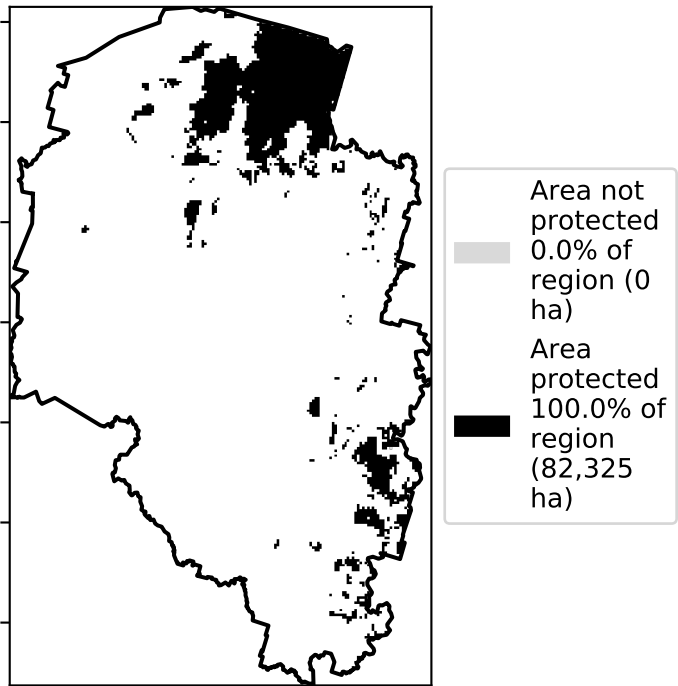 Area not
protected
0.0% of
region (0
ha)
Area
protected
100.0% of
region
(82,325
ha)